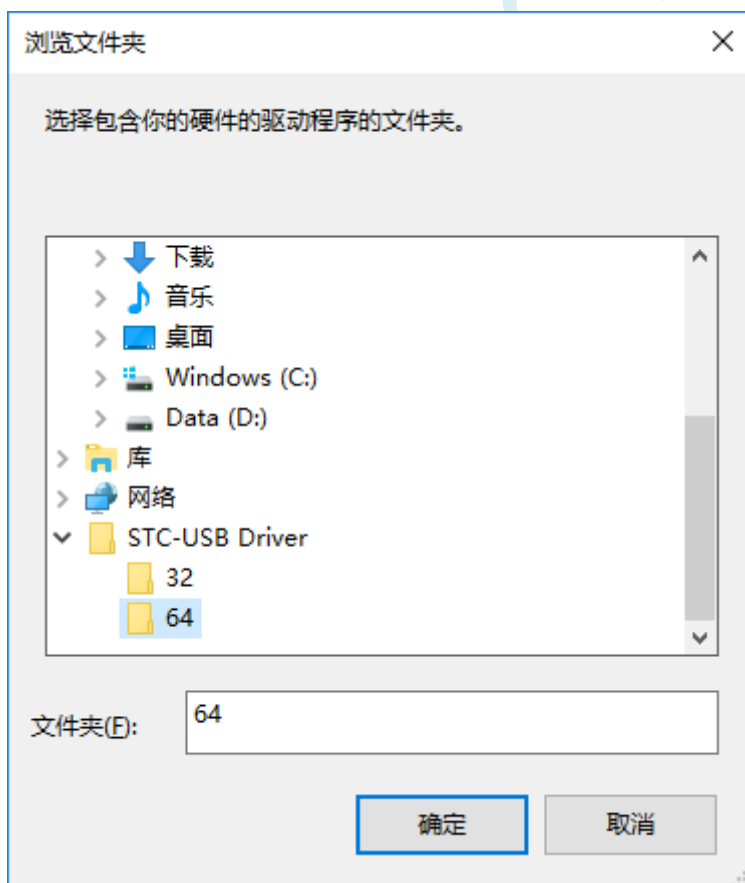 浏览文件夹
选择包含你的硬件的驱动程序的文件夹。
下载
音乐
桌面
Windows (C:)
Data (D:)
库
网络
STC-USB Driver
32
64
文件夹(F): 64
确定 取消